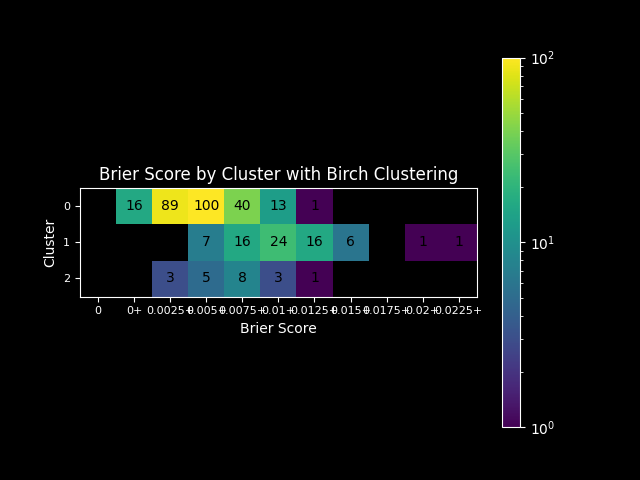 Brier Score by Cluster with Birch Clustering
Cluster
0 16 89 100 40 13 1
1 7 16 24 16 6 1 1
2 3 5 8 3 1
0 0+ 0.0025+ 0.005+ 0.0075+ 0.01+ 0.0125+ 0.015+ 0.0175+ 0.02+ 0.0225+
Brier Score
10²
10¹
10⁰